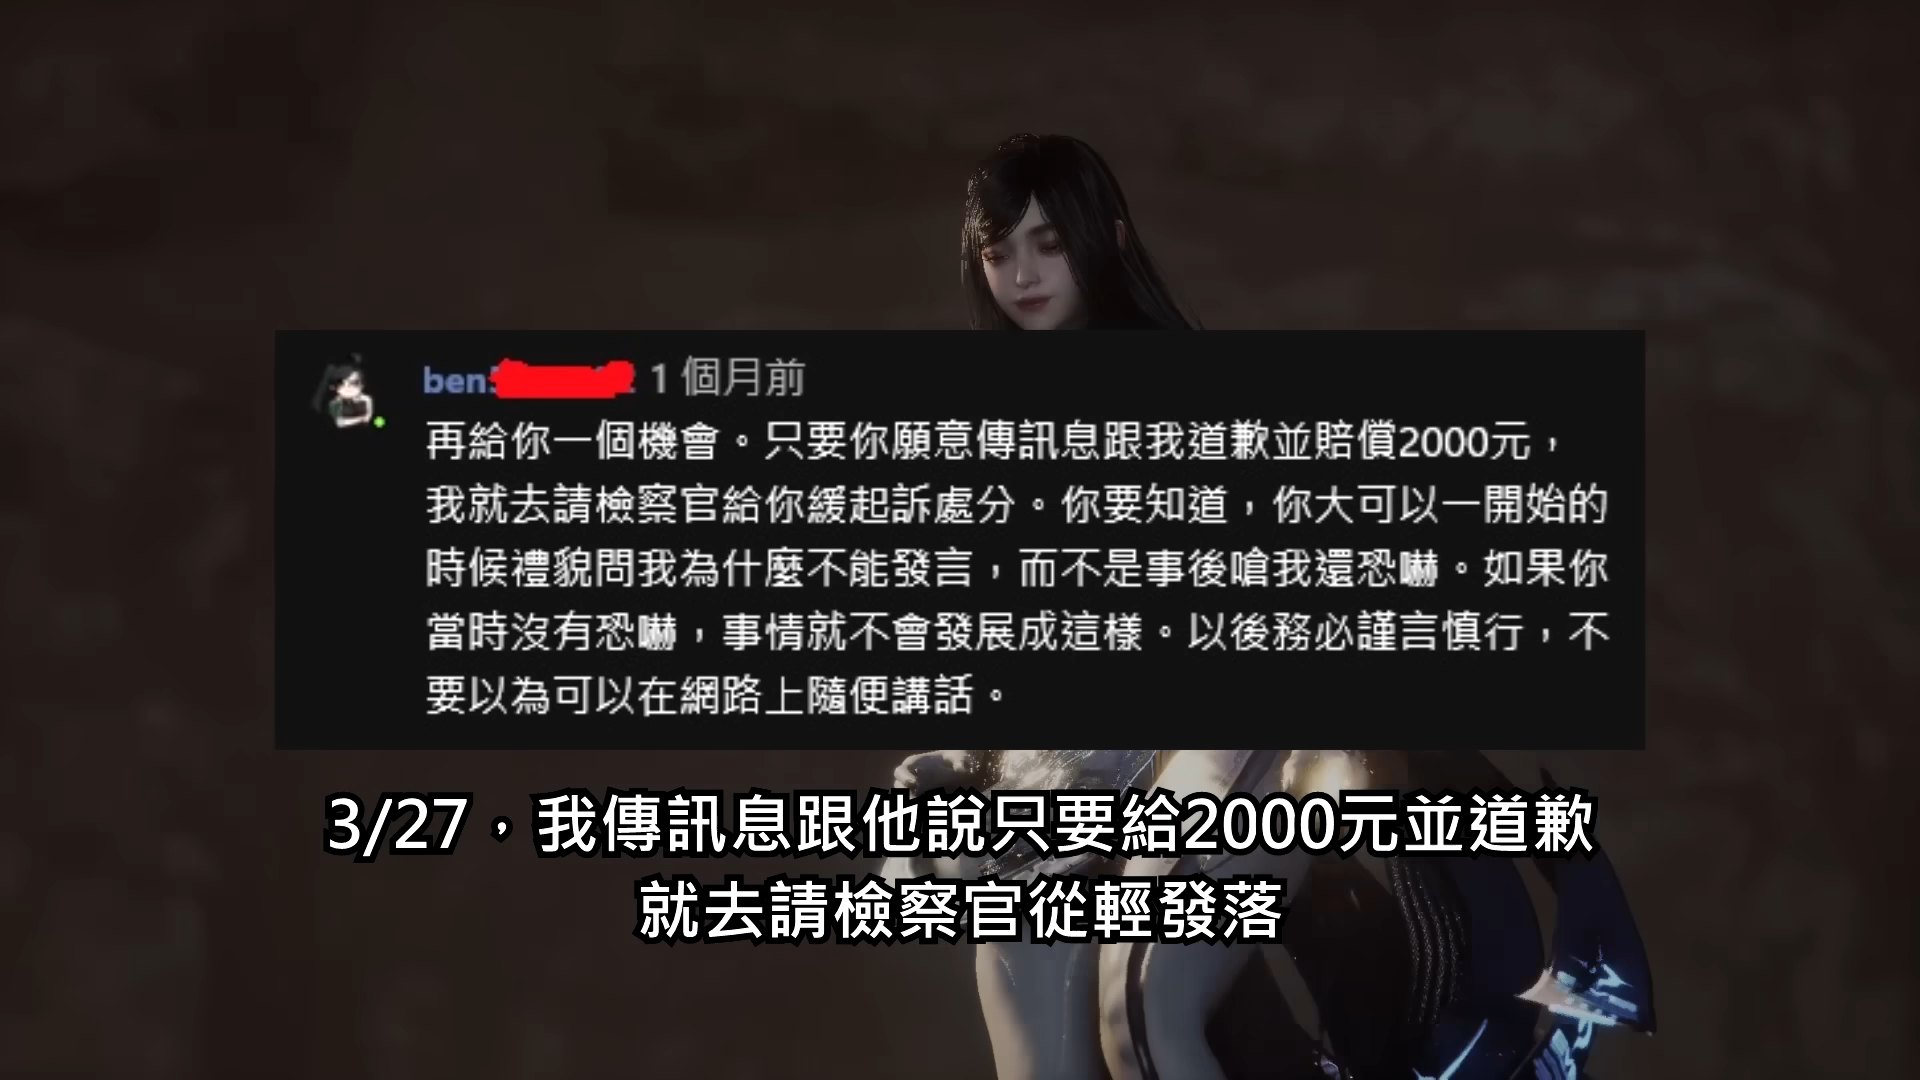 ben 1 個月前
再給你一個機會。只要你願意傳訊息跟我道歉並賠償2000元，
我就去請檢察官給你緩起訴處分。你要知道，你大可以一開始的
時候禮貌問我為什麼不能發言，而不是事後嗆我還恐嚇。如果你
當時沒有恐嚇，事情就不會發展成這樣。以後務必謹言慎行，不
要以為可以在網路上隨便講話。
3/27，我傳訊息跟他說只要給2000元並道歉
就去請檢察官從輕發落